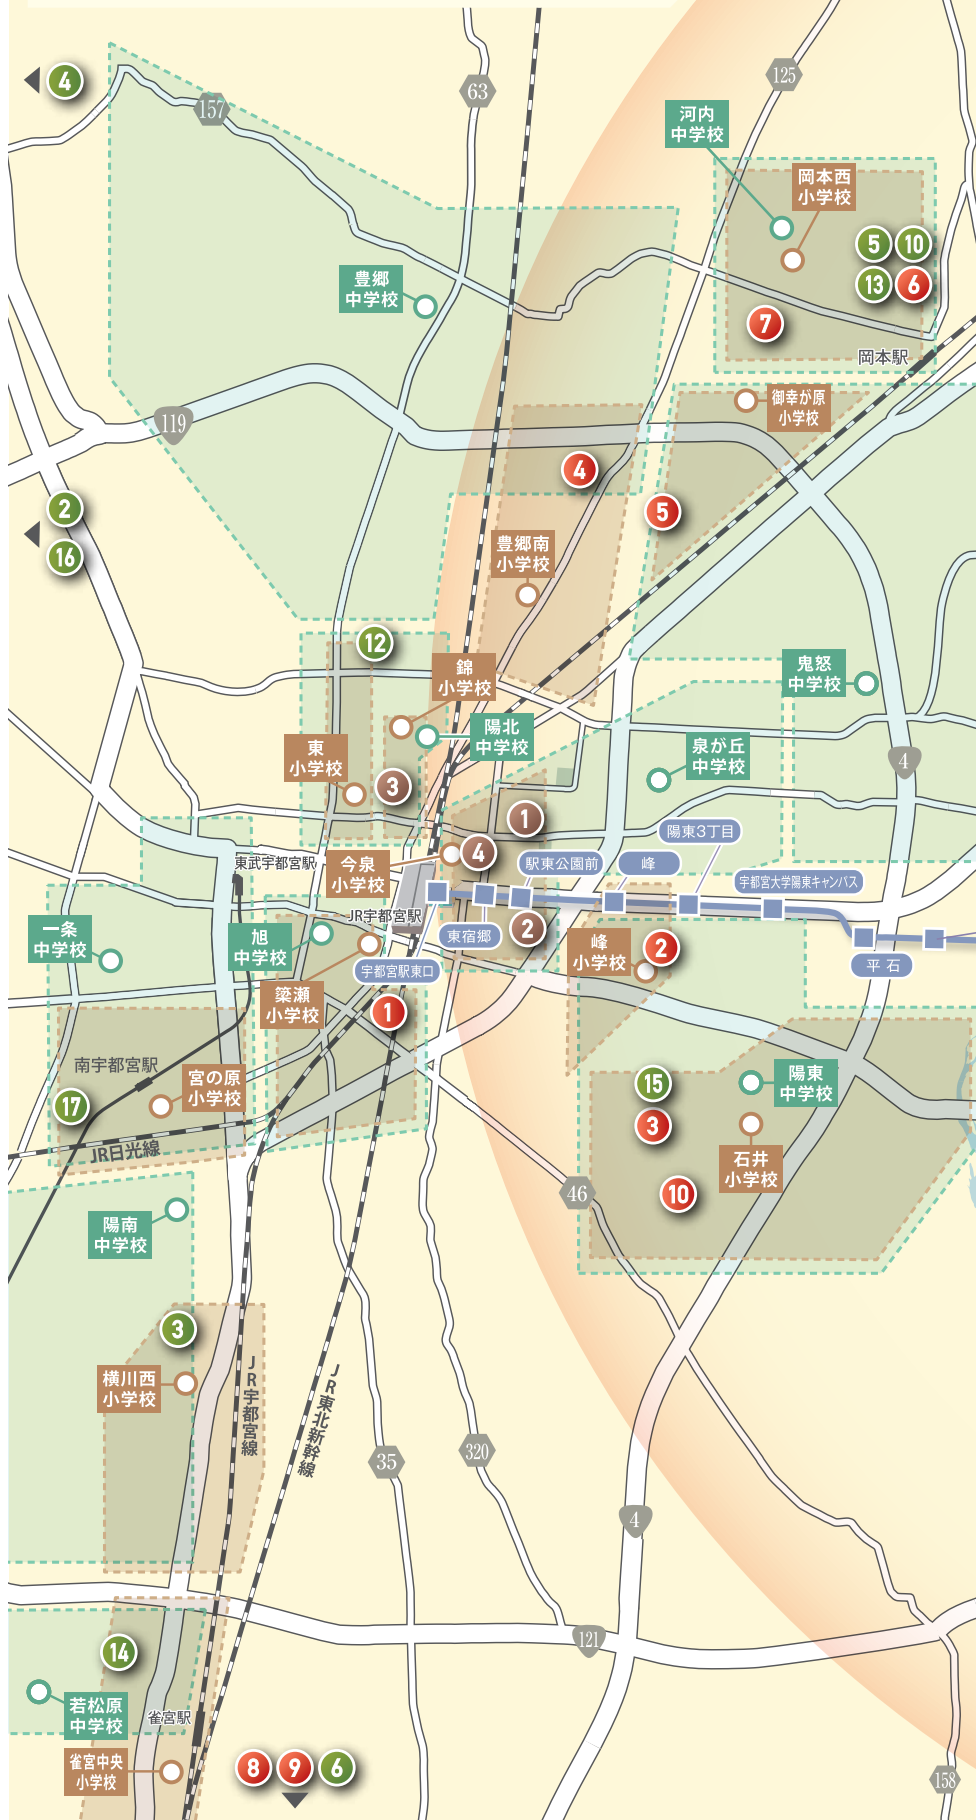 4
157
63
125
河内
中学校
岡本西
小学校
5
10
13
6
7
豊郷
中学校
岡本駅
119
御幸が原
小学校
4
2
5
16
豊郷南
小学校
12
錦
小学校
鬼怒
中学校
陽北
中学校
東
小学校
泉が丘
中学校
4
3
1
陽東3丁目
4
東武宇都宮駅
今泉
小学校
駅東公園前
峰
宇都宮大学陽東キャンパス
JR宇都宮駅
一条
中学校
旭
中学校
東宿郷
2
峰
小学校
2
平石
宇都宮駅東口
簗瀬
小学校
1
南宇都宮駅
宮の原
小学校
17
15
陽東
中学校
3
JR日光線
石井
小学校
10
46
陽南
中学校
3
横川西
小学校
JR宇都宮線
JR東北新幹線
35
320
4
121
14
若松原
中学校
雀宮駅
雀宮中央
小学校
8
9
6
158